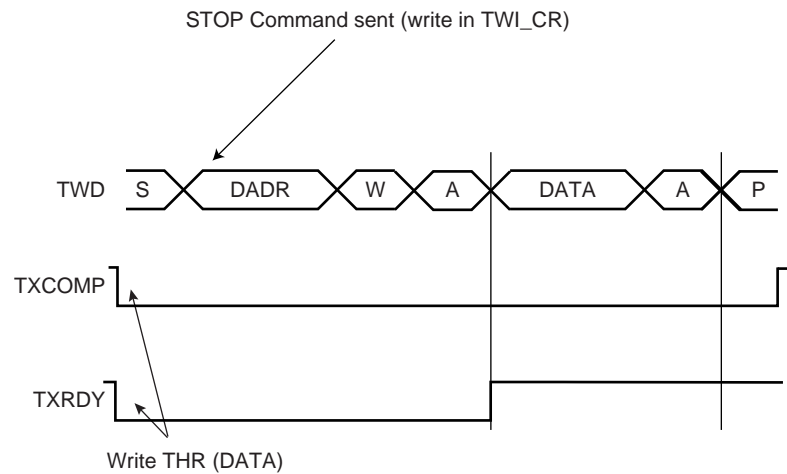 STOP Command sent (write in TWI_CR)
TWD S DADR W A DATA A P
TXCOMP
TXRDY
Write THR (DATA)